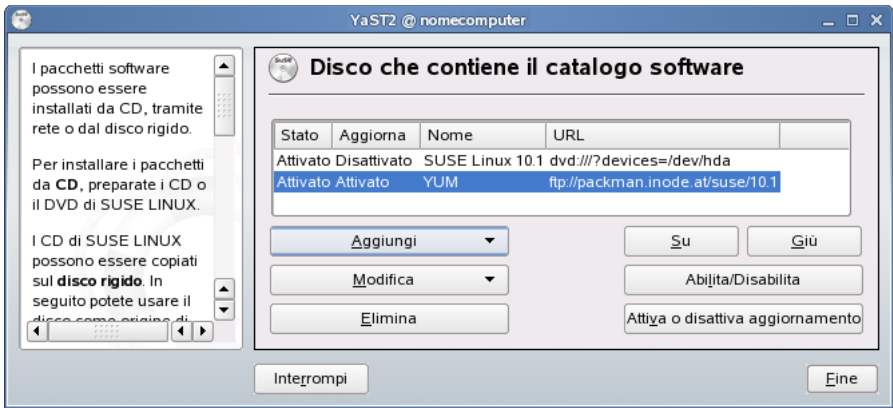 YaST2 @ nomecomputer
I pacchetti software
possono essere
installati da CD, tramite
rete o dal disco rigido.
Per installare i pacchetti
da CD, preparate i CD o
il DVD di SUSE LINUX.
I CD di SUSE LINUX
possono essere copiati
sul disco rigido. In
seguito potete usare il
disco come origine di
Disco che contiene il catalogo software
Stato Aggiorna Nome URL
Attivato Disattivato SUSE Linux 10.1 dvd:///?devices=/dev/hda
Attivato Attivato YUM ftp://packman.inode.at/suse/10.1
Aggiungi Su Giù
Modifica Abilita/Disabilita
Elimina Attiva o disattiva aggiornamento
Interrompi Fine